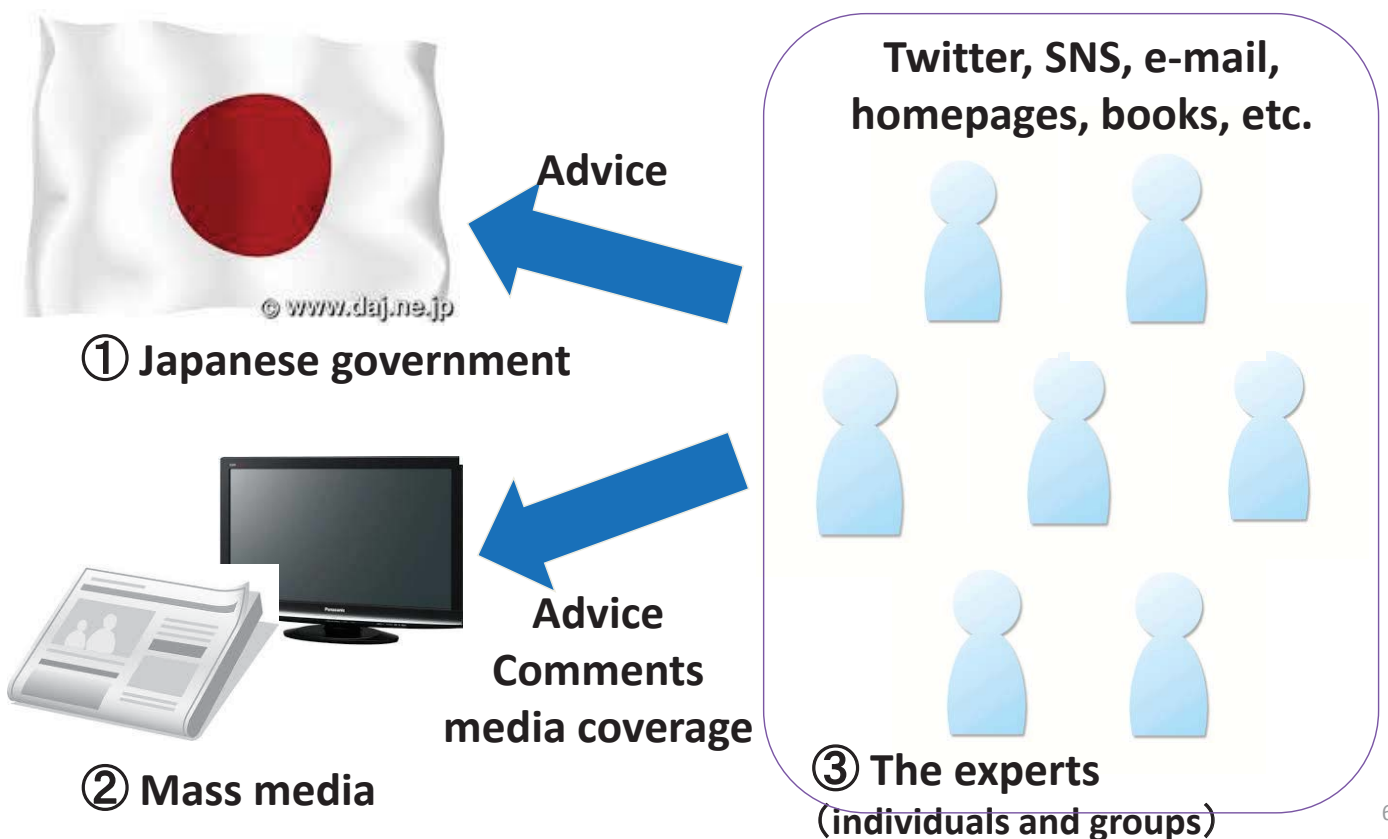 Twitter, SNS, e-mail,
homepages, books, etc.
Advice
© www.daj.ne.jp
① Japanese government
Panasonic
Advice
Comments
media coverage
② Mass media
③ The experts
（individuals and groups）
6